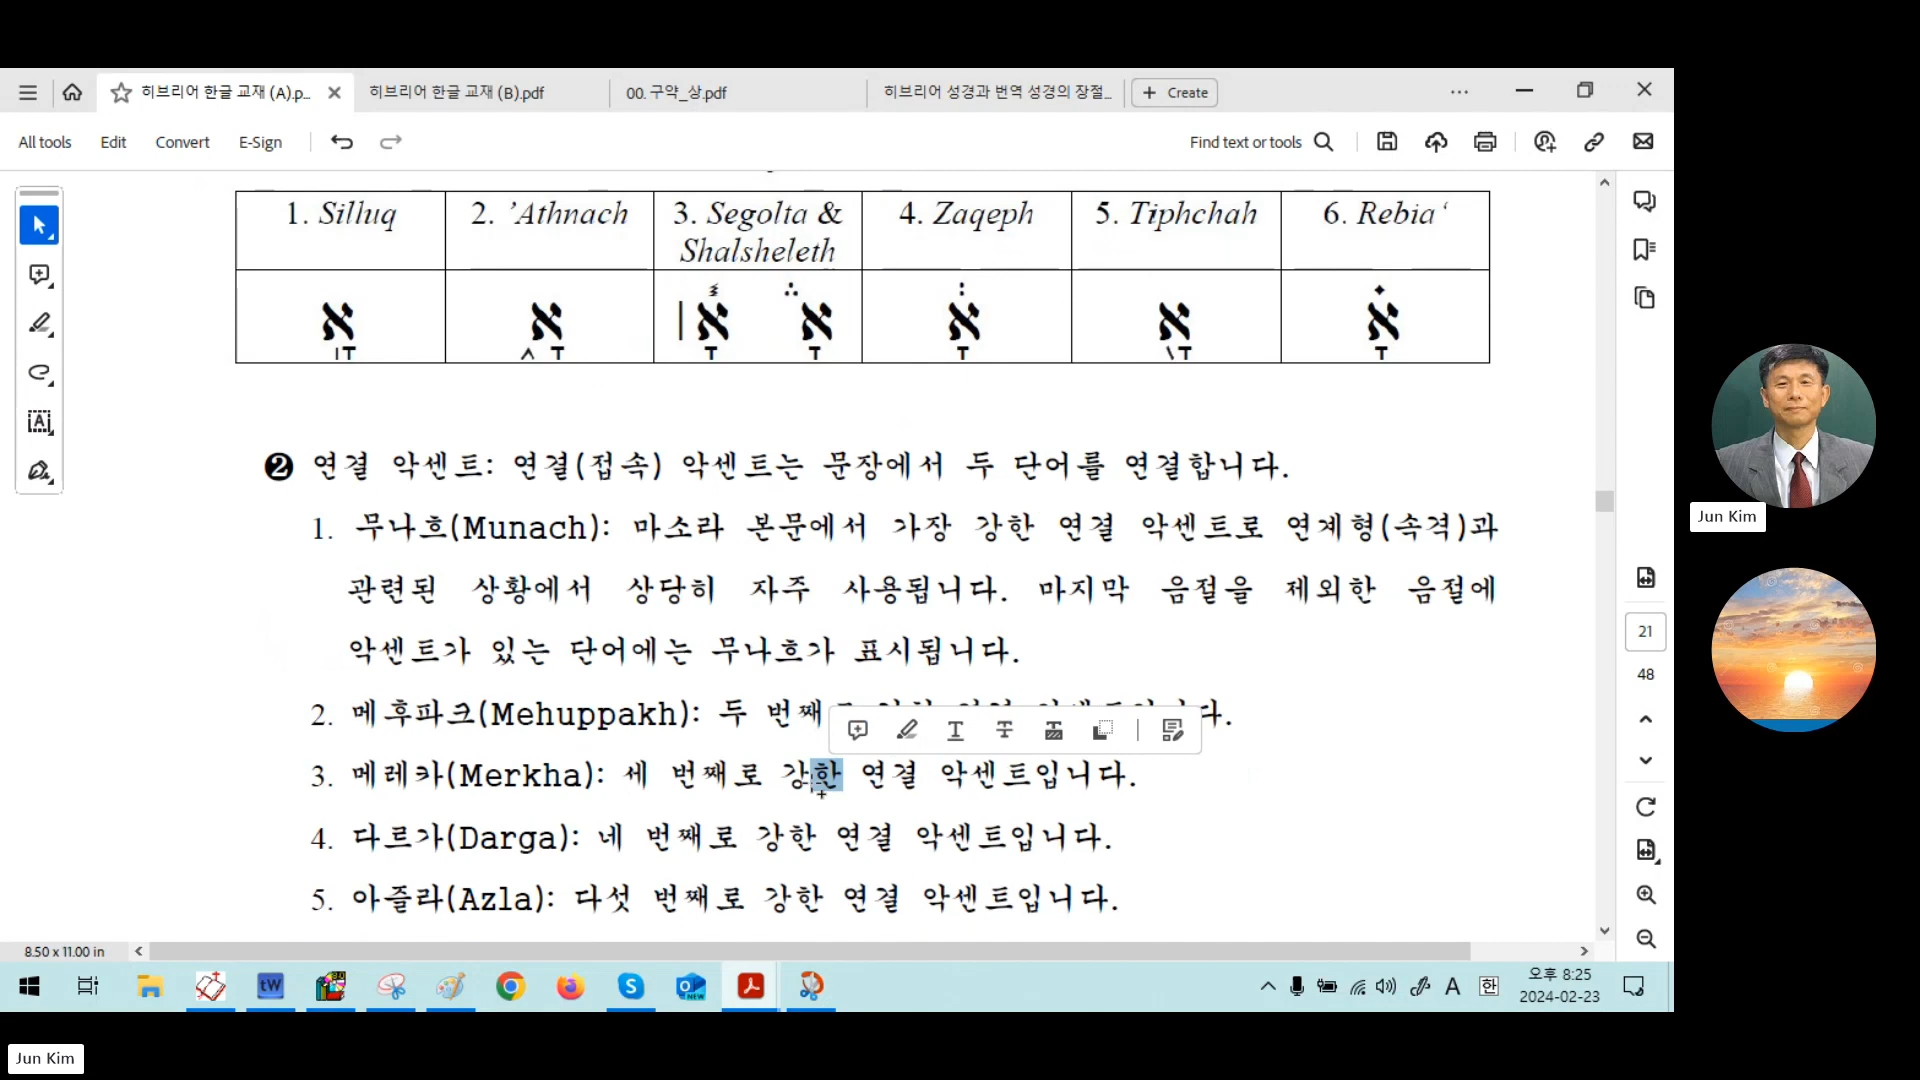 히브리어 한글 교재 (A).p... 히브리어 한글 교재 (B).pdf 00. 구약_상.pdf 히브리어 성경과 번역 성경의 장절... + Create
All tools Edit Convert E-Sign Find text or tools
1. Silluq 2. ’Athnach 3. Segolta & Shalsheleth 4. Zaqeph 5. Tiphchah 6. Rebia‘
❷ 연결 악센트: 연결(접속) 악센트는 문장에서 두 단어를 연결합니다.
1. 무나흐(Munach): 마소라 본문에서 가장 강한 연결 악센트로 연계형(속격)과
관련된 상황에서 상당히 자주 사용됩니다. 마지막 음절을 제외한 음절에
악센트가 있는 단어에는 무나흐가 표시됩니다.
2. 메후파크(Mehuppakh): 두 번째
3. 메레카(Merkha): 세 번째로 강한 연결 악센트입니다.
4. 다르가(Darga): 네 번째로 강한 연결 악센트입니다.
5. 아즐라(Azla): 다섯 번째로 강한 연결 악센트입니다.
21
48
8.50 x 11.00 in
오후 8:25
2024-02-23
Jun Kim
Jun Kim